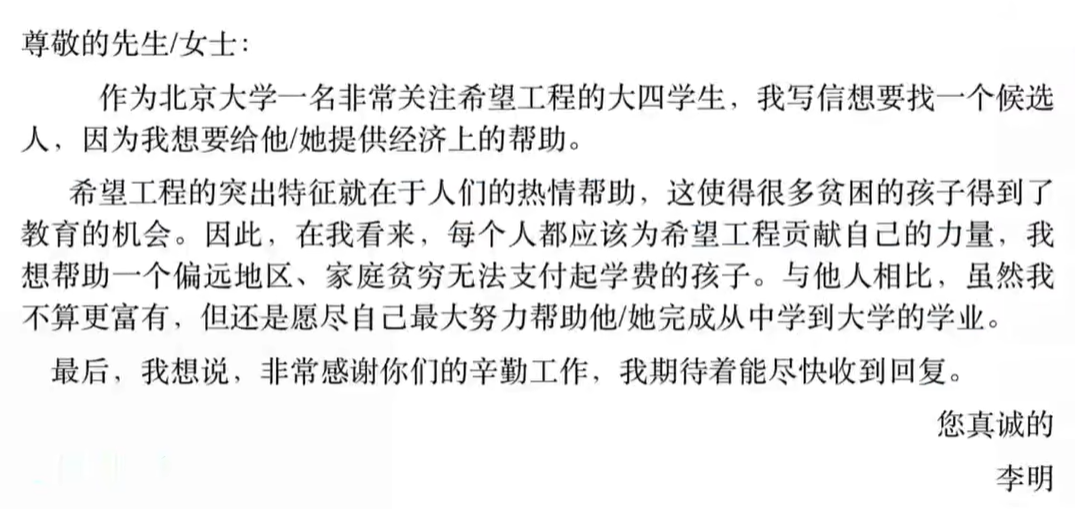 尊敬的先生/女士：
作为北京大学一名非常关注希望工程的大四学生，我写信想要找一个候选
人，因为我想要给他/她提供经济上的帮助。
希望工程的突出特征就在于人们的热情帮助，这使得很多贫困的孩子得到了
教育的机会。因此，在我看来，每个人都应该为希望工程贡献自己的力量，我
想帮助一个偏远地区、家庭贫穷无法支付起学费的孩子。与他人相比，虽然我
不算更富有，但还是愿尽自己最大努力帮助他/她完成从中学到大学的学业。
最后，我想说，非常感谢你们的辛勤工作，我期待着能尽快收到回复。
您真诚的
李明